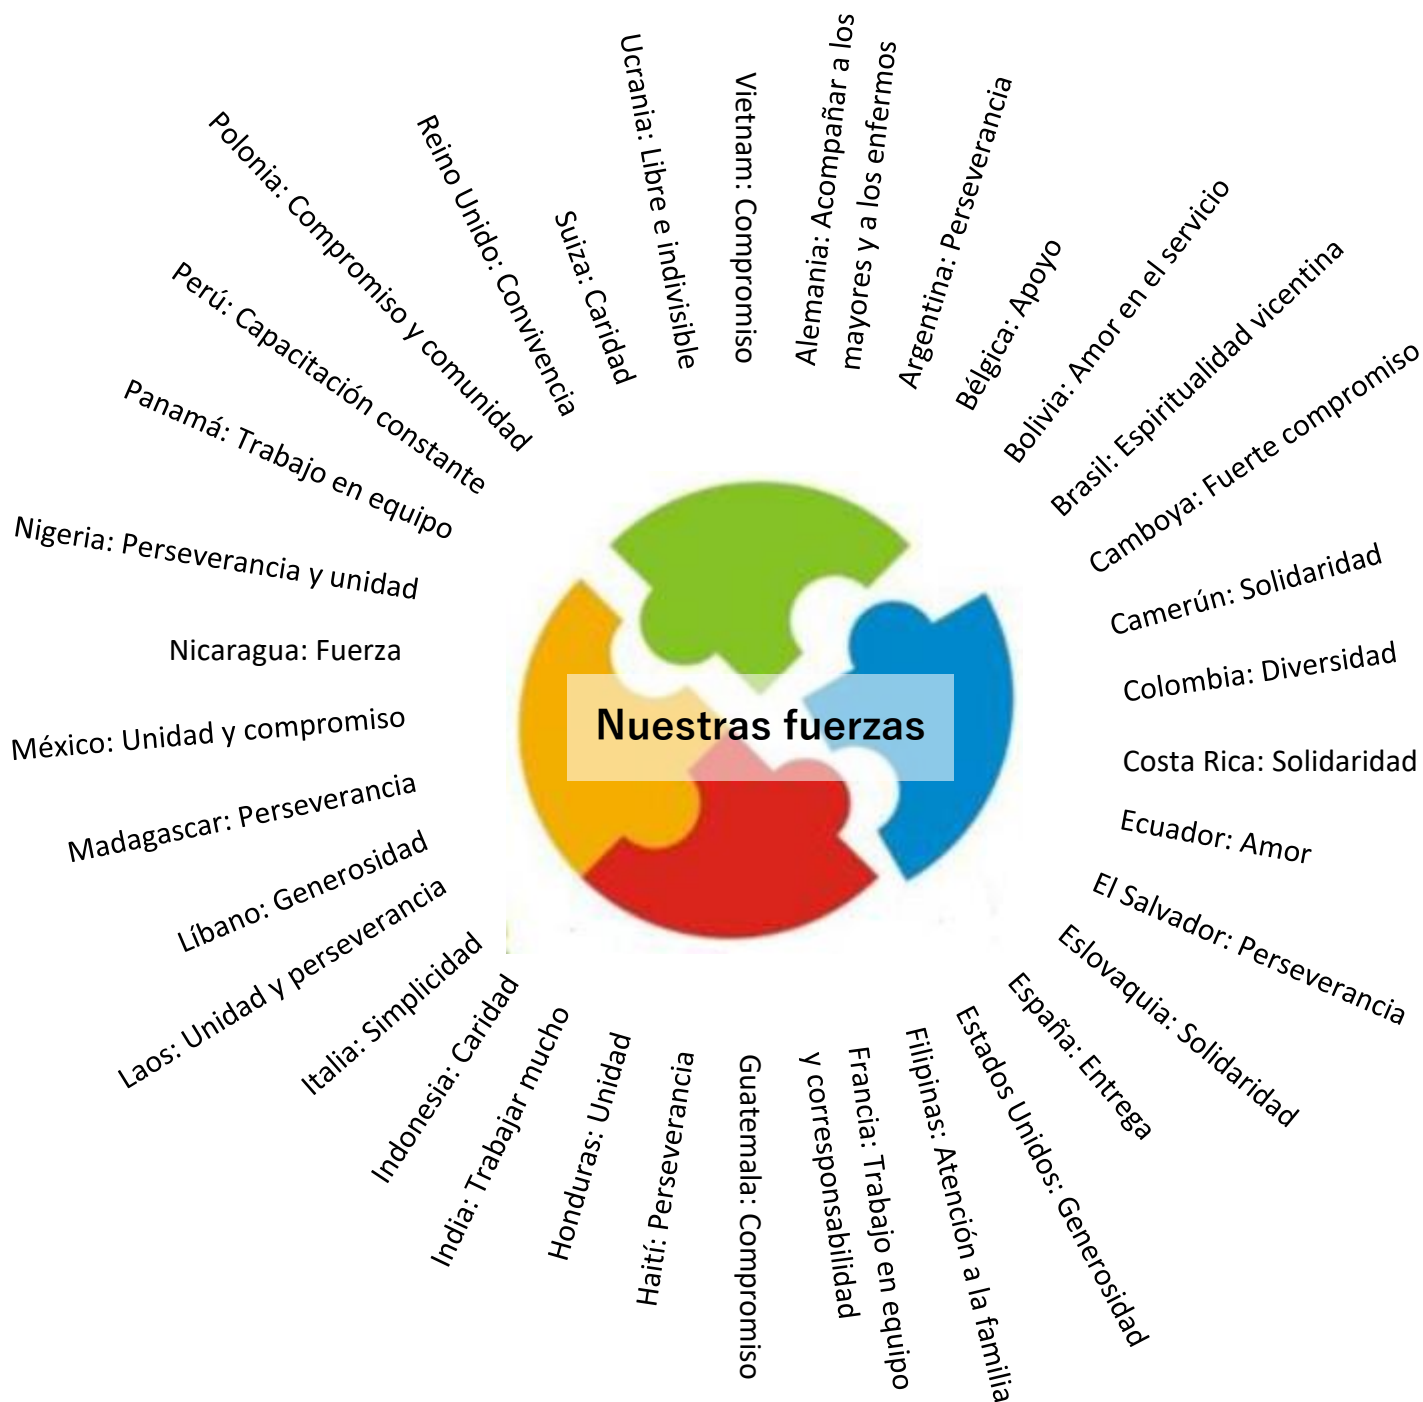 Alemania: Acompañar a los
mayores y a los enfermos
Argentina: Perseverancia
Bélgica: Apoyo
Bolivia: Amor en el servicio
Brasil: Espiritualidad vicentina
Camboya: Fuerte compromiso
Camerún: Solidaridad
Colombia: Diversidad
Costa Rica: Solidaridad
Ecuador: Amor
El Salvador: Perseverancia
Eslovaquia: Solidaridad
España: Entrega
Estados Unidos: Generosidad
Filipinas: Atención a la familia
Francia: Trabajo en equipo
y corresponsabilidad
Guatemala: Compromiso
Haití: Perseverancia
Honduras: Unidad
India: Trabajar mucho
Indonesia: Caridad
Italia: Simplicidad
Laos: Unidad y perseverancia
Líbano: Generosidad
Madagascar: Perseverancia
México: Unidad y compromiso
Nicaragua: Fuerza
Nigeria: Perseverancia y unidad
Panamá: Trabajo en equipo
Perú: Capacitación constante
Polonia: Compromiso y comunidad
Reino Unido: Convivencia
Suiza: Caridad
Ucrania: Libre e indivisible
Vietnam: Compromiso
Nuestras fuerzas